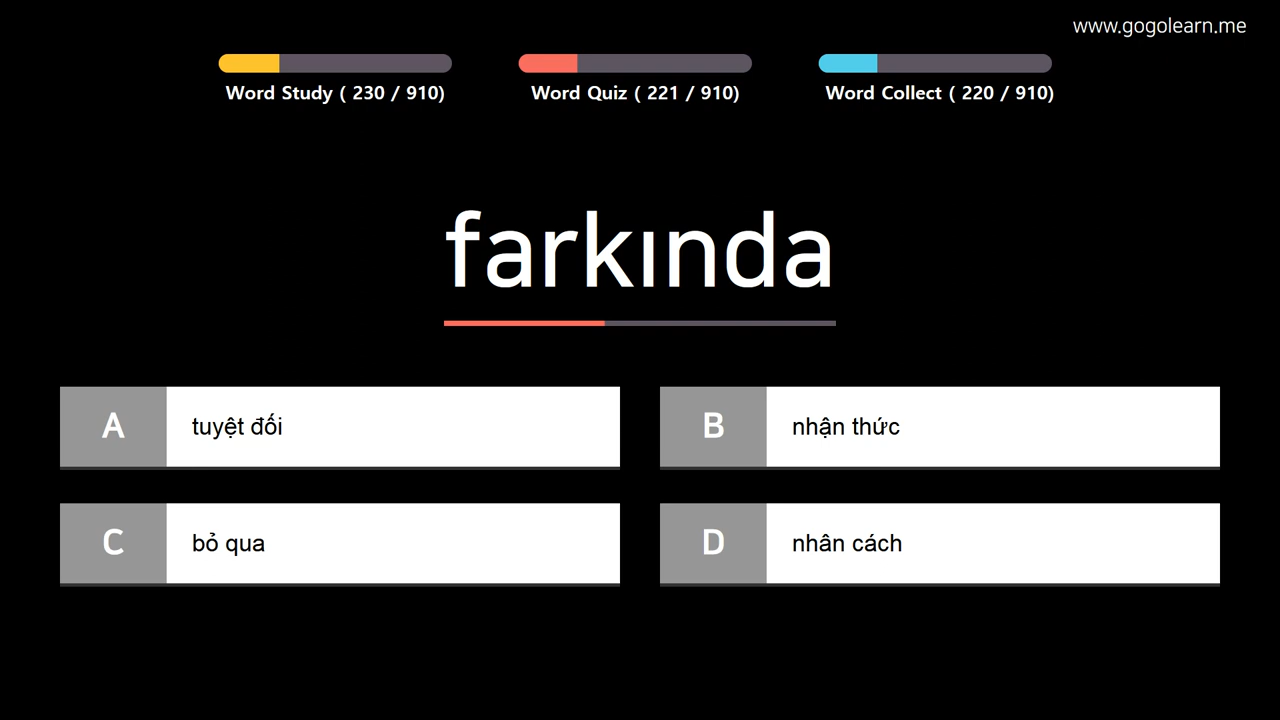 www.gogolearn.me
Word Study ( 230 / 910)
Word Quiz ( 221 / 910)
Word Collect ( 220 / 910)
farkında
A
tuyệt đối
B
nhận thức
C
bỏ qua
D
nhân cách